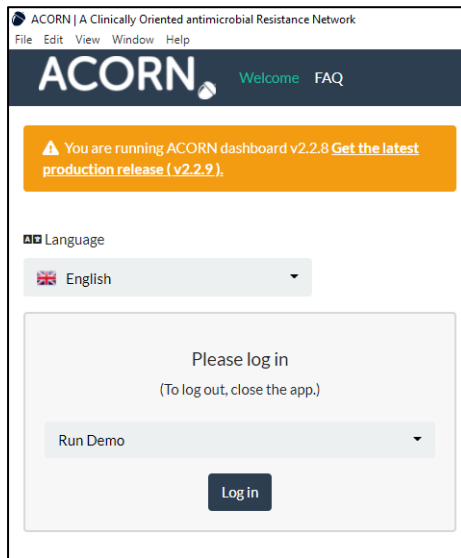 ACORN | A Clinically Oriented antimicrobial Resistance Network
File Edit View Window Help
ACORN Welcome FAQ
You are running ACORN dashboard v2.2.8 Get the latest
production release ( v2.2.9 ).
Language
English
Please log in
(To log out, close the app.)
Run Demo
Log in